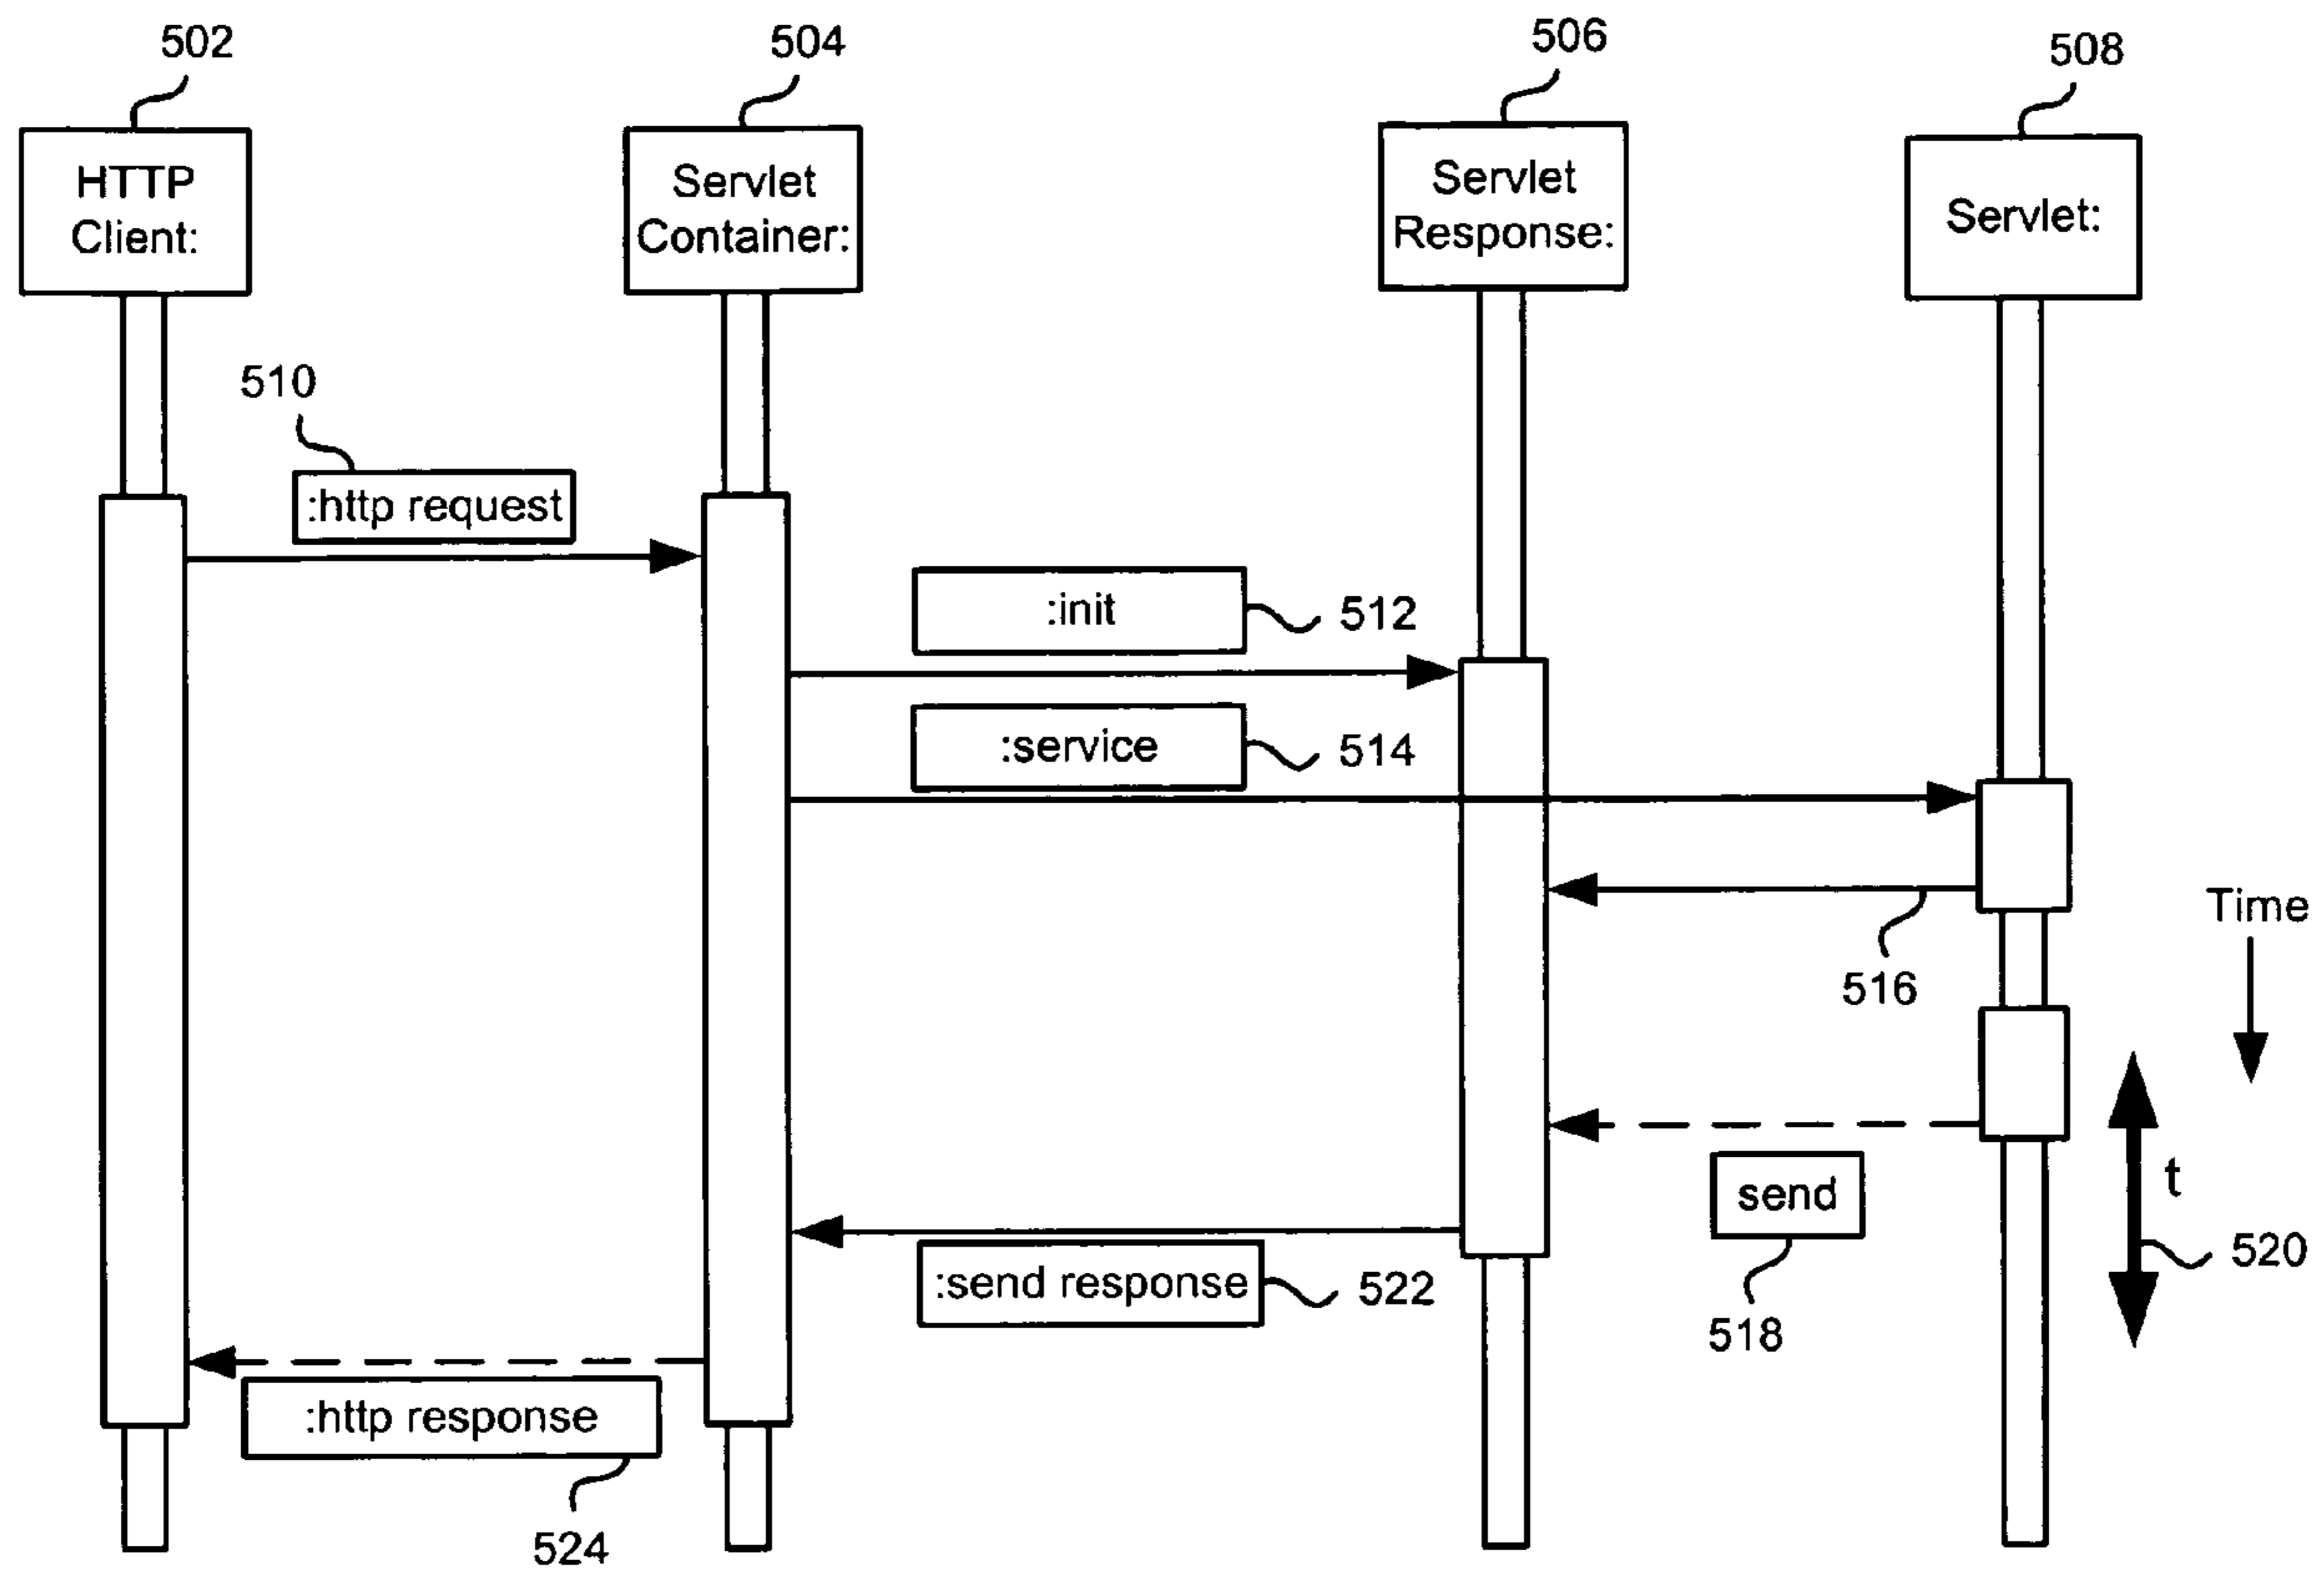 502
504
506
508
HTTP
Client:
Servlet
Container:
Servlet
Response:
Servlet:
510
:http request
:init
512
:service
514
516
Time
send
518
t
520
:send response
522
:http response
524